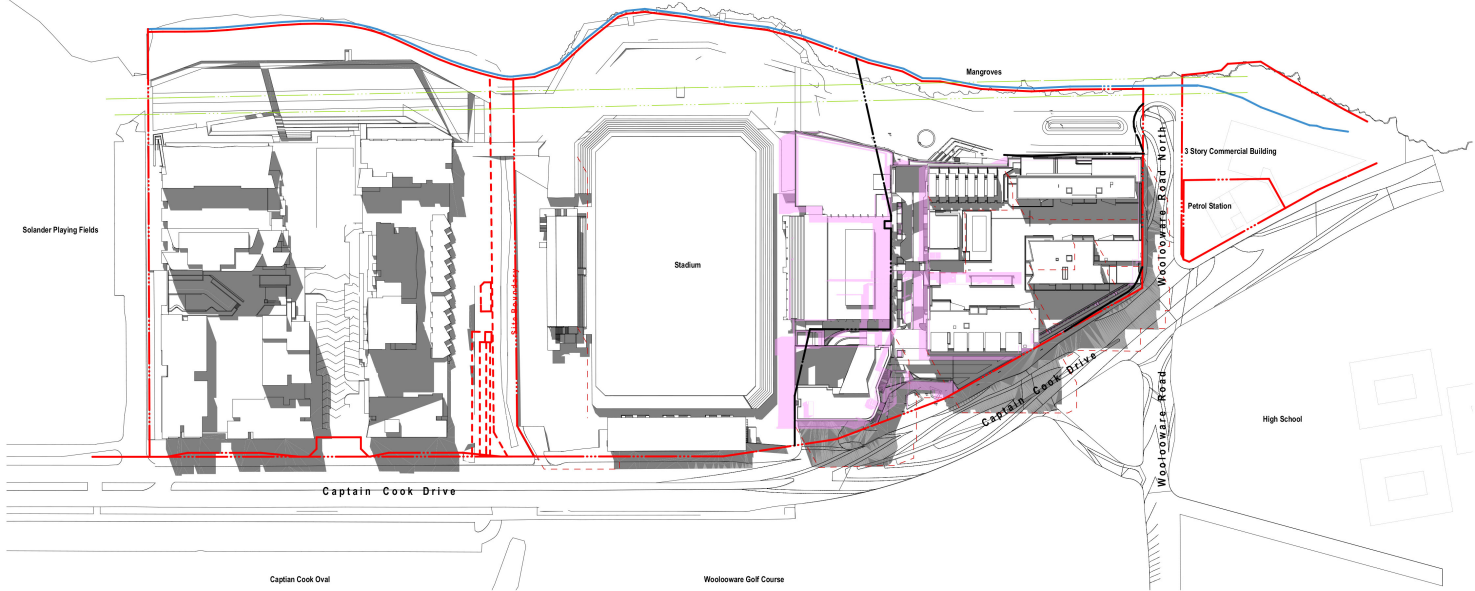 Mangroves
3 Story Commercial Building
Petrol Station
Woolooware Road North
Solander Playing Fields
Stadium
Site Boundary
Captain Cook Drive
Woolooware Road
High School
Captain Cook Drive
Captian Cook Oval
Woolooware Golf Course